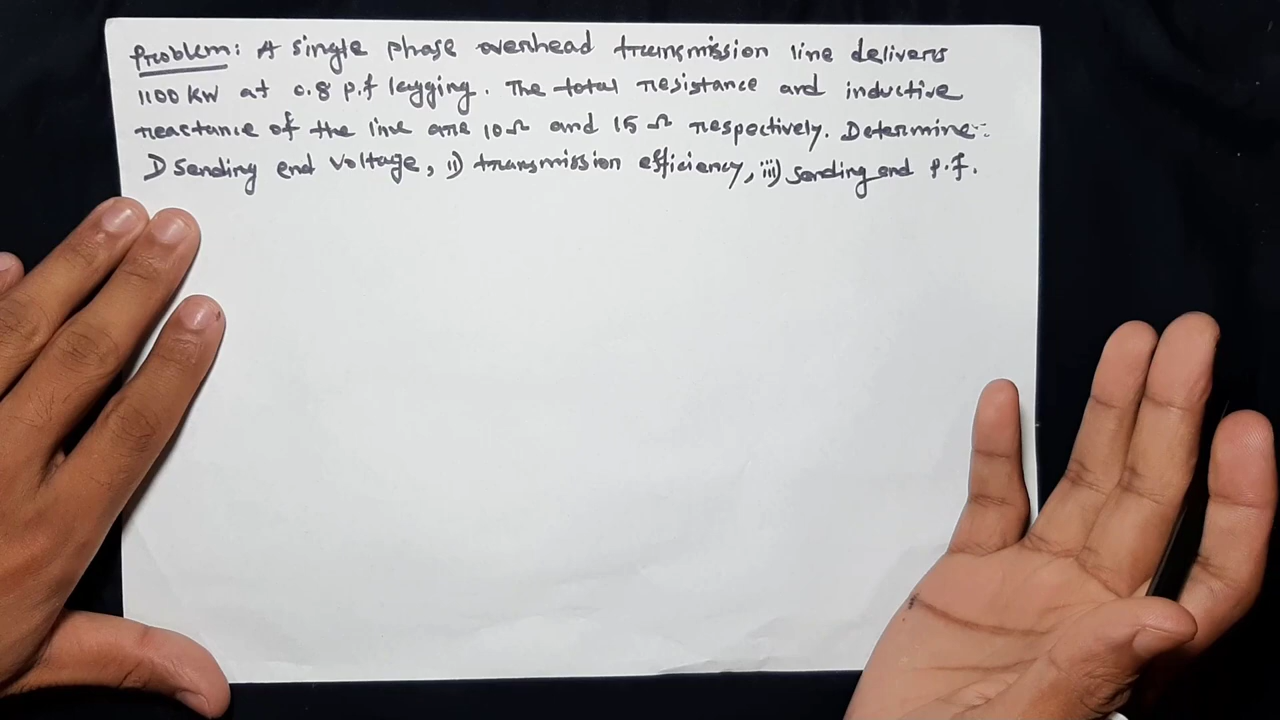 Problem: A single phase overhead transmission line delivers
1100 KW at 0.8 p.f lagging. The total resistance and inductive
reactance of the line are 10Ω and 15 Ω respectively. Determine:
i) Sending end Voltage, ii) transmission efficiency, iii) Sending end p.f.